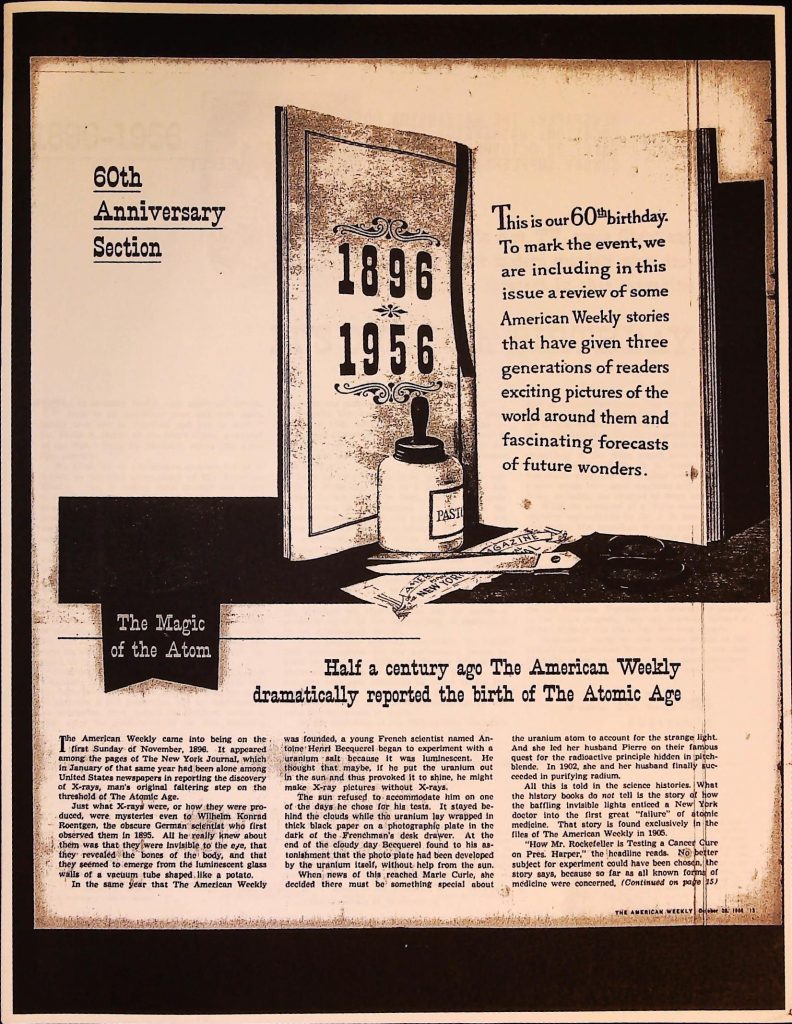 60th
Anniversary
Section
1896
1956
This is our 60th birthday.
To mark the event, we
are including in this
issue a review of some
American Weekly stories
that have given three
generations of readers
exciting pictures of the
world around them and
fascinating forecasts
of future wonders.
PAST
MAGAZINE
NEW YORK
The Magic
of the Atom
Half a century ago The American Weekly
dramatically reported the birth of The Atomic Age
The American Weekly came into being on the
first Sunday of November, 1896. It appeared
among the pages of The New York Journal, which
in January of that same year had been alone among
United States newspapers in reporting the discovery
of X-rays, man's original faltering step on the
threshold of The Atomic Age.
Just what X-rays were, or how they were pro-
duced, were mysteries even to Wilhelm Konrad
Roentgen, the obscure German scientist who first
observed them in 1895. All he really knew about
them was that they were invisible to the eye, that
they revealed the bones of the body, and that
they seemed to emerge from the luminescent glass
walls of a vacuum tube shaped like a potato.
In the same year that The American Weekly
was founded, a young French scientist named An-
toine Henri Becquerel began to experiment with a
uranium salt because it was luminescent. He
thought that maybe, if he put the uranium out
in the sun and thus provoked it to shine, he might
make X-ray pictures without X-rays.
The sun refused to accommodate him on one
of the days he chose for his tests. It stayed be-
hind the clouds while the uranium lay wrapped in
thick black paper on a photographic plate in the
dark of the Frenchman's desk drawer. At the
end of the cloudy day Becquerel found to his as-
tonishment that the photo plate had been developed
by the uranium itself, without help from the sun.
When news of this reached Marie Curie, she
decided there must be something special about
the uranium atom to account for the strange light.
And she led her husband Pierre on their famous
quest for the radioactive principle hidden in pitch-
blende. In 1902, she and her husband finally suc-
ceeded in purifying radium.
All this is told in the science histories. What
the history books do not tell is the story of how
the baffling invisible lights enticed a New York
doctor into the first great "failure" of atomic
medicine. That story is found exclusively in the
files of The American Weekly in 1905.
"How Mr. Rockefeller is Testing a Cancer Cure
on Pres. Harper," the headline reads. No better
subject for experiment could have been chosen, the
story says, because so far as all known forms of
medicine were concerned, (Continued on page 15)
THE AMERICAN WEEKLY October 28, 1956 13